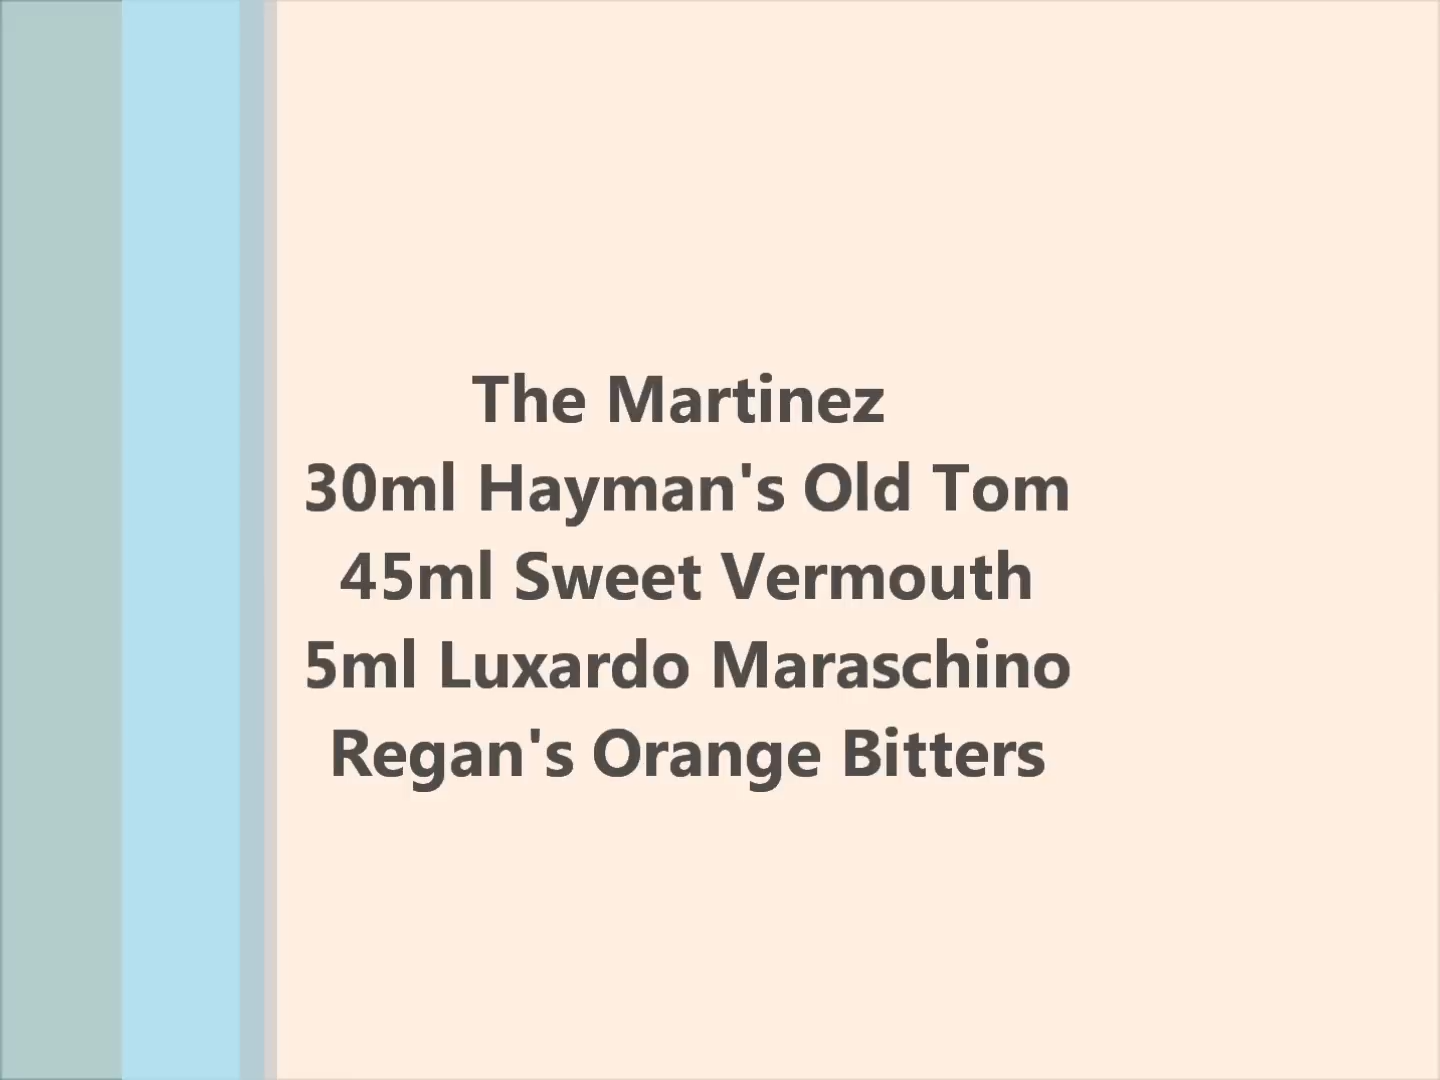 The Martinez
30ml Hayman's Old Tom
45ml Sweet Vermouth
5ml Luxardo Maraschino
Regan's Orange Bitters